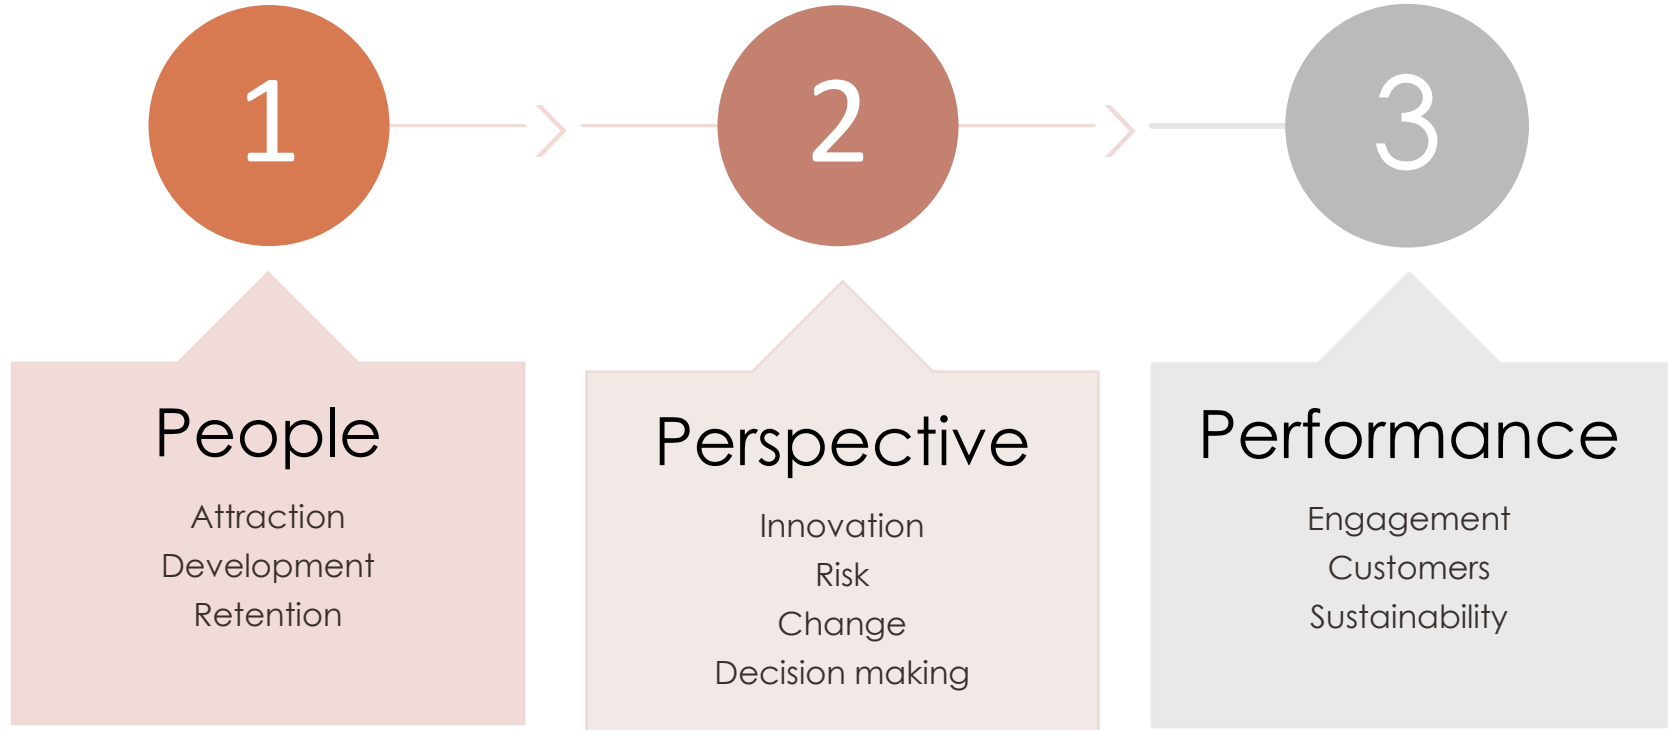 1
2
3
People
Attraction
Development
Retention
Perspective
Innovation
Risk
Change
Decision making
Performance
Engagement
Customers
Sustainability